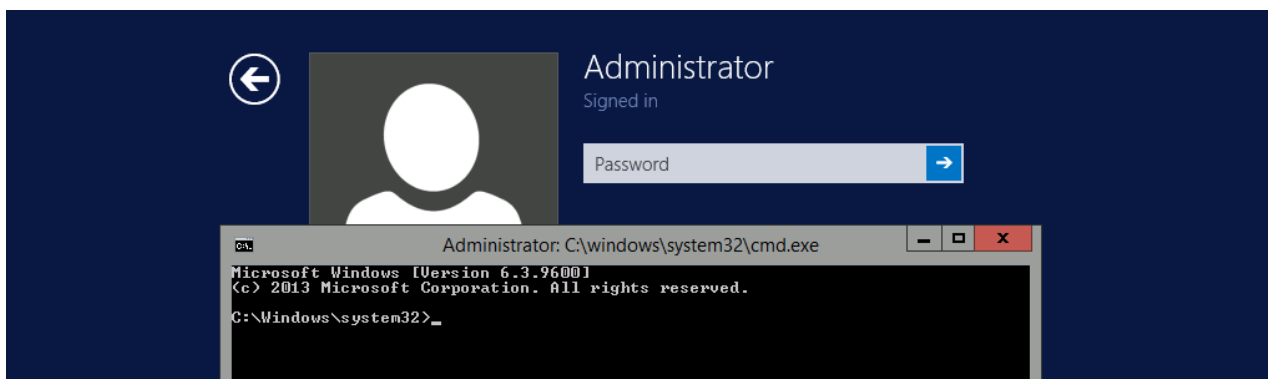 Administrator
Signed in
Password
Administrator: C:\windows\system32\cmd.exe
Microsoft Windows [Version 6.3.9600]
(c) 2013 Microsoft Corporation. All rights reserved.
C:\Windows\system32>_